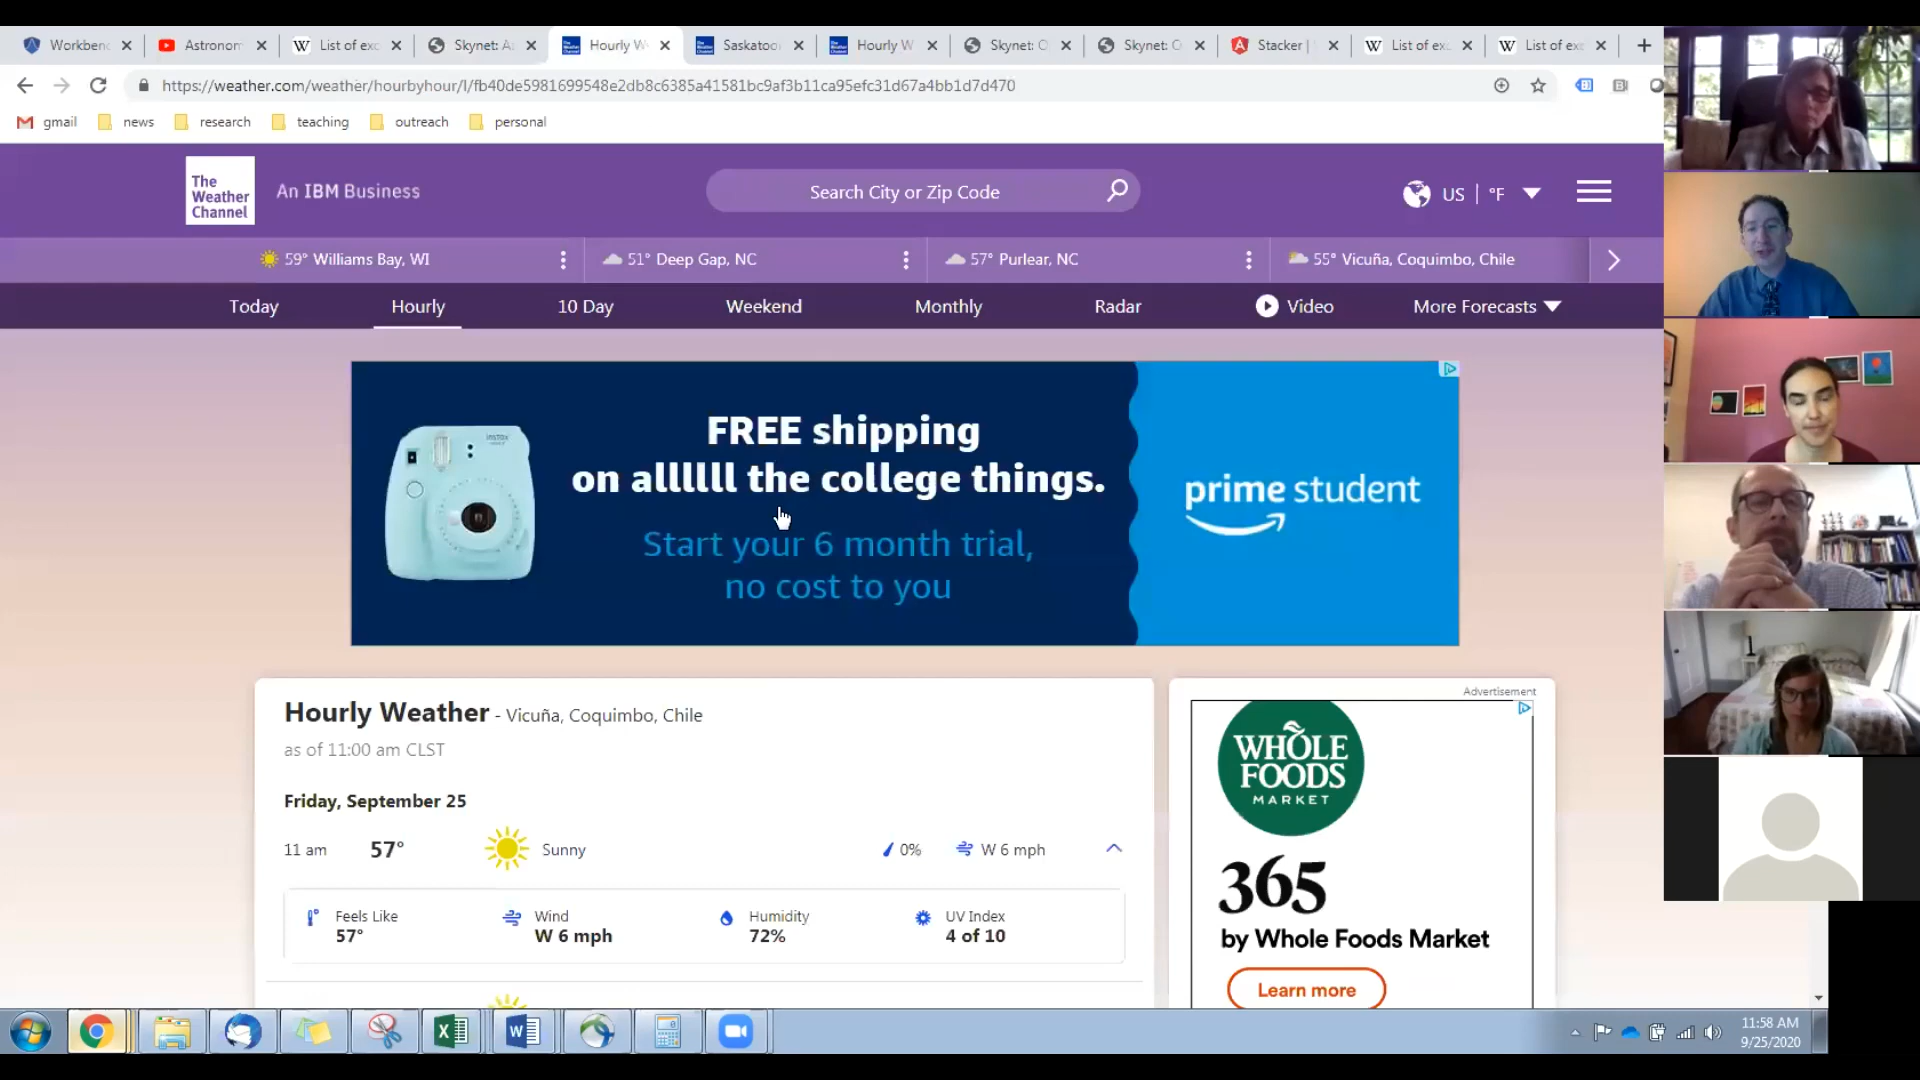 Workben
Astronom
List of exo
Skynet: A
Hourly W
Saskatoo
Hourly W
Skynet: O
Skynet: O
Stacker |
List of ex
List of ex
https://weather.com/weather/hourbyhour/l/fb40de5981699548e2db8c6385a41581bc9af3b11ca95efc31d67a4bb1d7d470
gmail news research teaching outreach personal
The
Weather
Channel
An IBM Business
Search City or Zip Code
US | °F
59° Williams Bay, WI
51° Deep Gap, NC
57° Purlear, NC
55° Vicuña, Coquimbo, Chile
Today Hourly 10 Day Weekend Monthly Radar Video More Forecasts
FREE shipping
on allllll the college things.
Start your 6 month trial,
no cost to you
prime student
Hourly Weather - Vicuña, Coquimbo, Chile
as of 11:00 am CLST
Friday, September 25
11 am 57° Sunny 0% W 6 mph
Feels Like
57°
Wind
W 6 mph
Humidity
72%
UV Index
4 of 10
Advertisement
WHOLE
FOODS
MARKET
365
by Whole Foods Market
Learn more
11:58 AM
9/25/2020